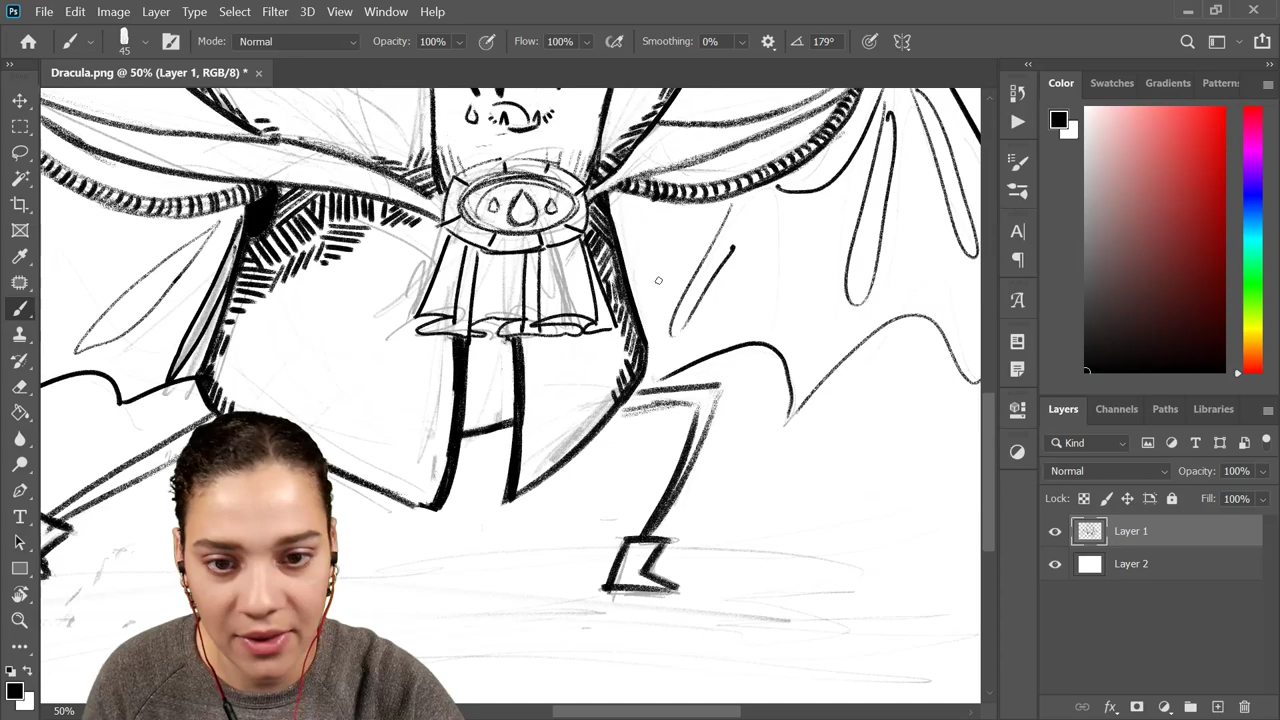 Ps File Edit Image Layer Type Select Filter 3D View Window Help
45 Mode: Normal Opacity: 100% Flow: 100% Smoothing: 0% 179°
Dracula.png @ 50% (Layer 1, RGB/8) *
Color Swatches Gradients Patterns
Layers Channels Paths Libraries
Kind
Normal Opacity: 100%
Lock: Fill: 100%
Layer 1
Layer 2
fx
50%